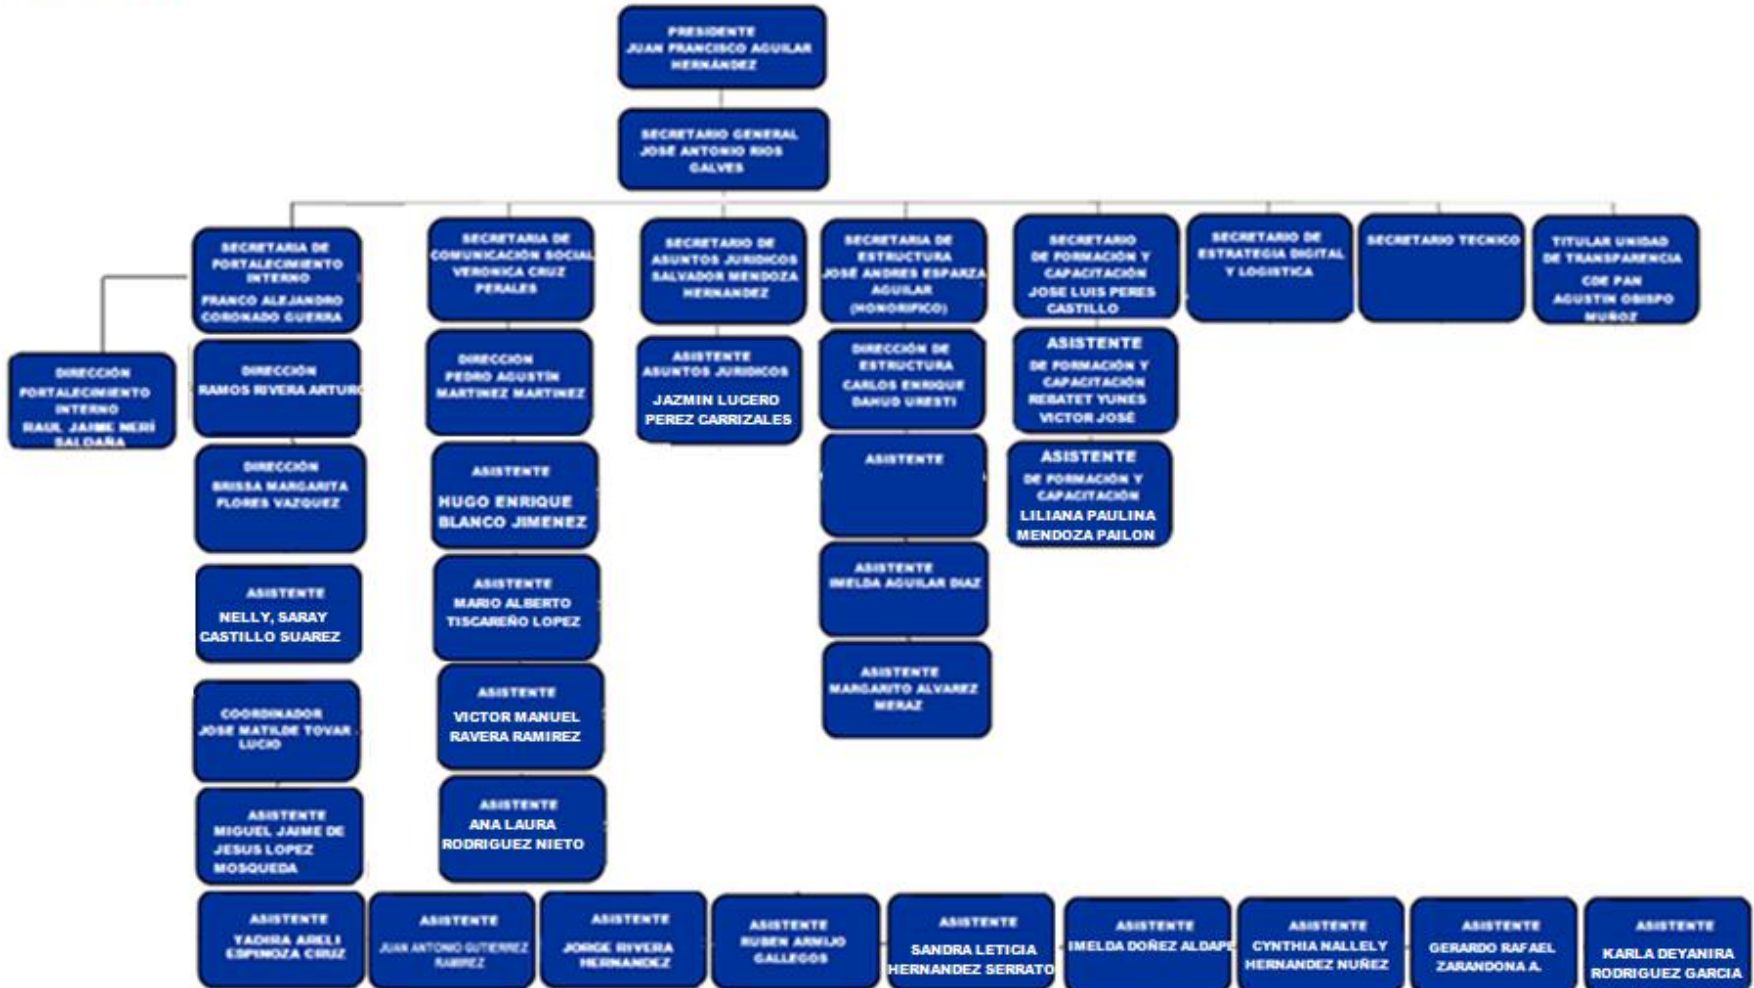 PRESIDENTE
JUAN FRANCISCO AGUILAR
HERNÁNDEZ
SECRETARIO GENERAL
JOSÉ ANTONIO RIOS
GALVES
SECRETARIA DE
FORTALECIMIENTO
INTERNO
FRANCO ALEJANDRO
CORONADO GUERRA
SECRETARIA DE
COMUNICACIÓN SOCIAL
VERONICA CRUZ
PERALES
SECRETARIO DE
ASUNTOS JURIDICOS
SALVADOR MENDOZA
HERNANDEZ
SECRETARIA DE
ESTRUCTURA
JOSÉ ANDRES ESPARZA
AGUILAR
(HONORIFICO)
SECRETARIO
DE FORMACIÓN Y
CAPACITACIÓN
JOSE LUIS PERES
CASTILLO
SECRETARIO DE
ESTRATEGIA DIGITAL
Y LOGISTICA
SECRETARIO TECNICO
TITULAR UNIDAD
DE TRANSPARENCIA
CDE PAN
AGUSTIN OBISPO
MUÑOZ
DIRECCIÓN
FORTALECIMIENTO
INTERNO
RAUL JAIME NERÍ
SALDAÑA
DIRECCIÓN
RAMOS RIVERA ARTURO
DIRECCIÓN
PEDRO AGUSTÍN
MARTINEZ MARTINEZ
ASISTENTE
ASUNTOS JURIDICOS
JAZMIN LUCERO
PEREZ CARRIZALES
DIRECCIÓN DE
ESTRUCTURA
CARLOS ENRIQUE
DAHUD URESTI
ASISTENTE
DE FORMACIÓN Y
CAPACITACIÓN
REBATET YUNES
VICTOR JOSÉ
DIRECCIÓN
BRISSA MARGARITA
FLORES VAZQUEZ
ASISTENTE
HUGO ENRIQUE
BLANCO JIMENEZ
ASISTENTE
ASISTENTE
DE FORMACIÓN Y
CAPACITACIÓN
LILIANA PAULINA
MENDOZA PAILON
ASISTENTE
NELLY, SARAY
CASTILLO SUAREZ
ASISTENTE
MARIO ALBERTO
TISCAREÑO LOPEZ
ASISTENTE
IMELDA AGUILAR DIAZ
COORDINADOR
JOSE MATILDE TOVAR
LUCIO
ASISTENTE
VICTOR MANUEL
RAVERA RAMIREZ
ASISTENTE
MARGARITO ALVAREZ
MERAZ
ASISTENTE
MIGUEL JAIME DE
JESUS LOPEZ
MOSQUEDA
ASISTENTE
ANA LAURA
RODRIGUEZ NIETO
ASISTENTE
YADIRA ARELI
ESPINOZA CRUZ
ASISTENTE
JUAN ANTONIO GUTIERREZ
RAMIREZ
ASISTENTE
JORGE RIVERA
HERNANDEZ
ASISTENTE
RUBEN ARMIJO
GALLEGOS
ASISTENTE
SANDRA LETICIA
HERNANDEZ SERRATO
ASISTENTE
IMELDA DOÑEZ ALDAPE
ASISTENTE
CYNTHIA NALLELY
HERNANDEZ NUÑEZ
ASISTENTE
GERARDO RAFAEL
ZARANDONA A.
ASISTENTE
KARLA DEYANIRA
RODRIGUEZ GARCIA